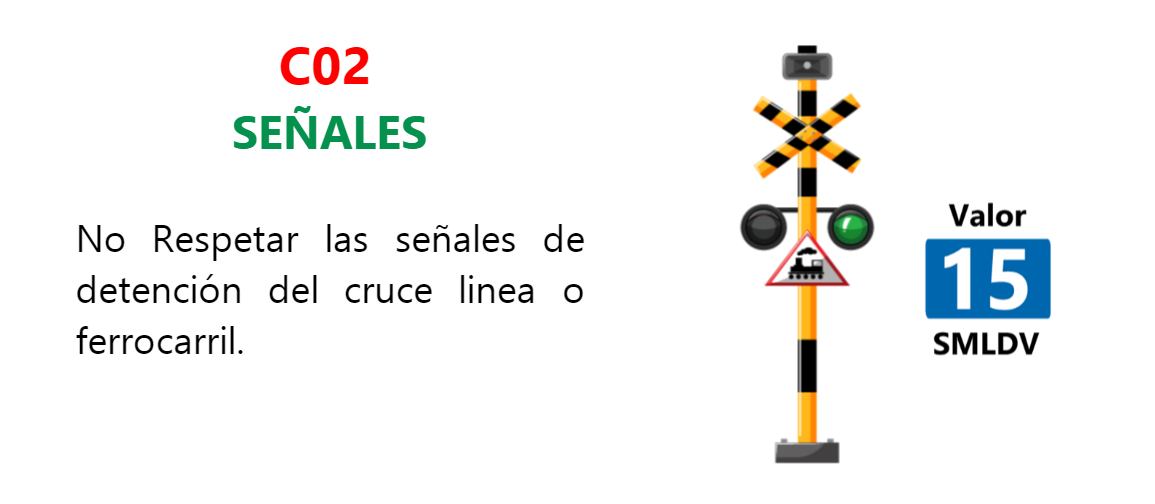 C02
SEÑALES
No Respetar las señales de
detención del cruce linea o
ferrocarril.
Valor
15
SMLDV